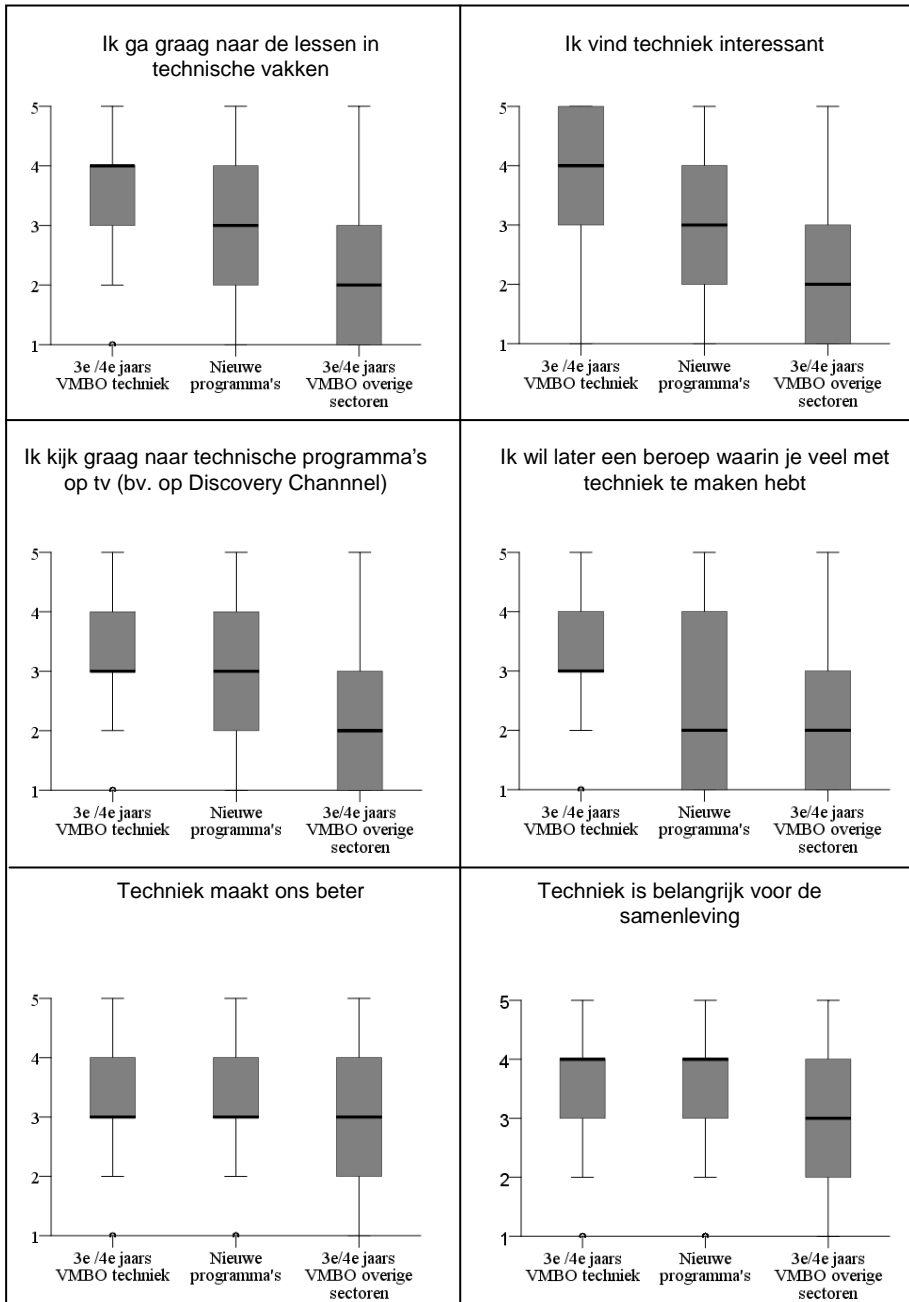 Ik ga graag naar de lessen in
technische vakken
5
4
3
2
1
3e /4e jaars
VMBO techniek
Nieuwe
programma's
3e/4e jaars
VMBO overige
sectoren
Ik vind techniek interessant
5
4
3
2
1
3e /4e jaars
VMBO techniek
Nieuwe
programma's
3e/4e jaars
VMBO overige
sectoren
Ik kijk graag naar technische programma's
op tv (bv. op Discovery Channnel)
5
4
3
2
1
3e /4e jaars
VMBO techniek
Nieuwe
programma's
3e/4e jaars
VMBO overige
sectoren
Ik wil later een beroep waarin je veel met
techniek te maken hebt
5
4
3
2
1
3e /4e jaars
VMBO techniek
Nieuwe
programma's
3e/4e jaars
VMBO overige
sectoren
Techniek maakt ons beter
5
4
3
2
1
3e /4e jaars
VMBO techniek
Nieuwe
programma's
3e/4e jaars
VMBO overige
sectoren
Techniek is belangrijk voor de
samenleving
5
4
3
2
1
3e /4e jaars
VMBO techniek
Nieuwe
programma's
3e/4e jaars
VMBO overige
sectoren